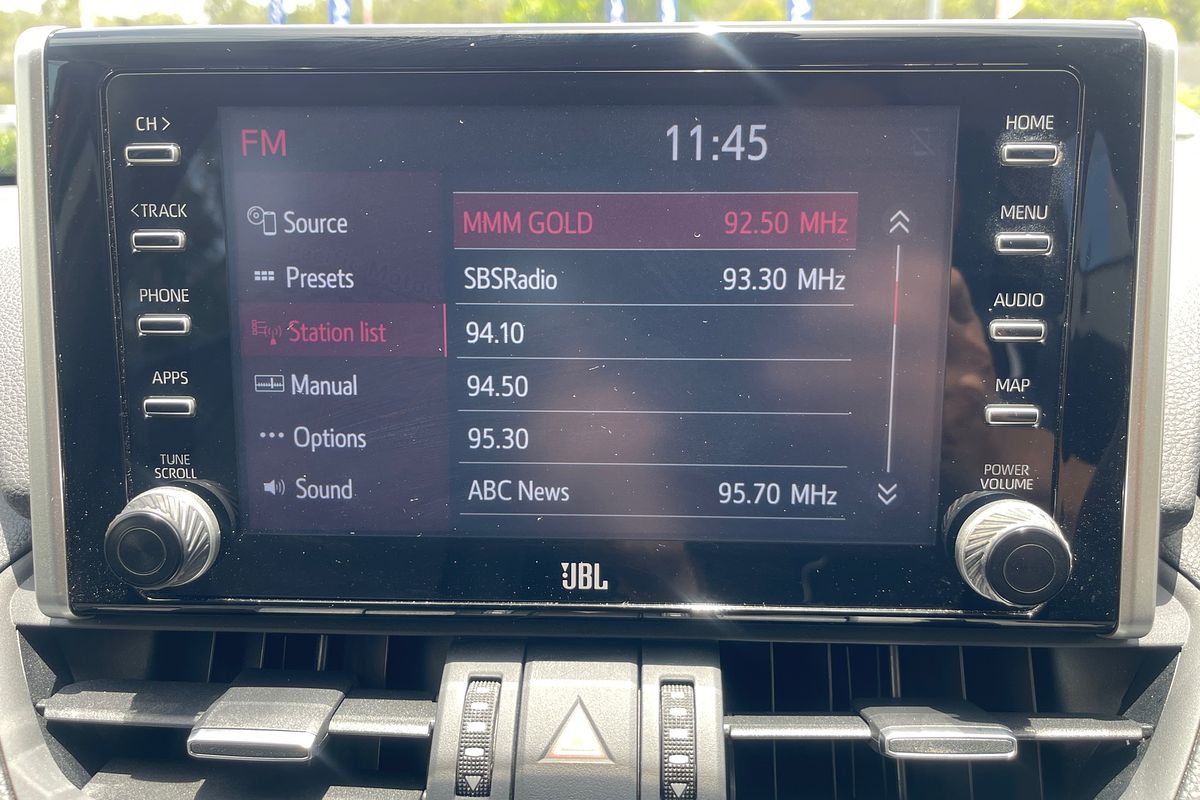 CH >
< TRACK
PHONE
APPS
TUNE
SCROLL
FM
11:45
Source
Presets
Station list
Manual
Options
Sound
MMM GOLD 92.50 MHz
SBSRadio 93.30 MHz
94.10
94.50
95.30
ABC News 95.70 MHz
HOME
MENU
AUDIO
MAP
POWER
VOLUME
JBL